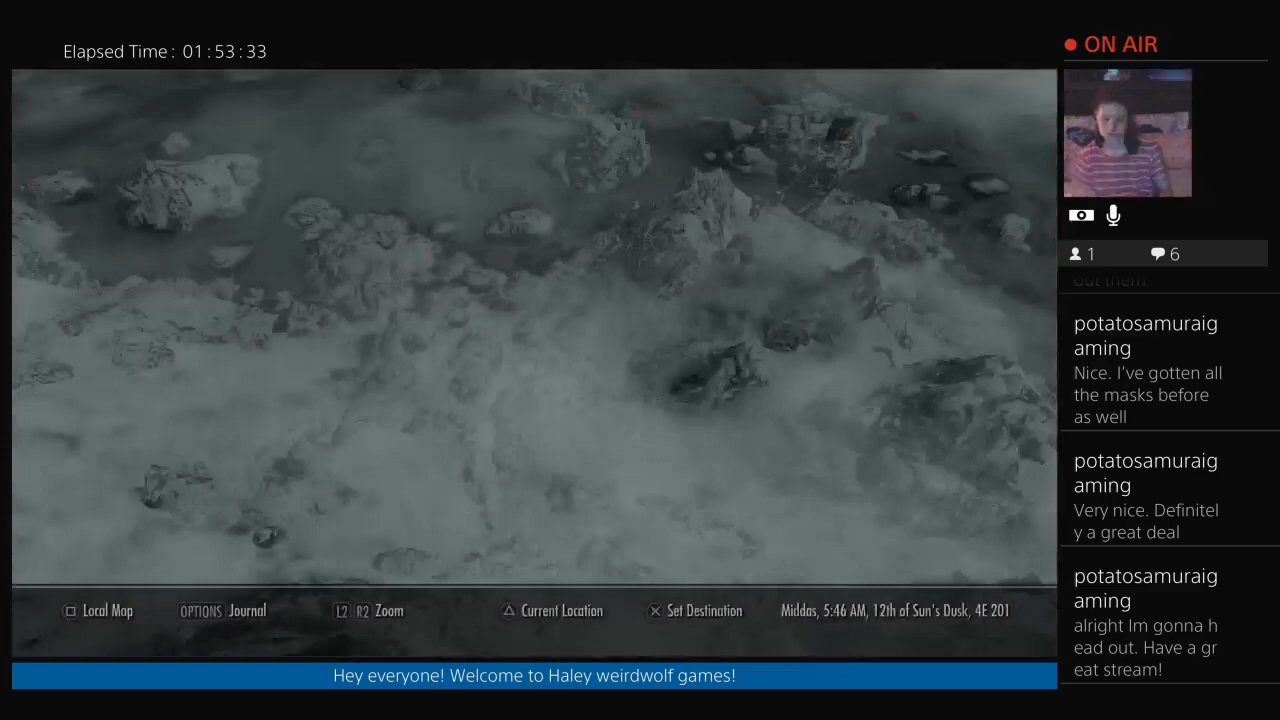 Elapsed Time: 01:53:33
ON AIR
1
6
out them
potatosamuraig
aming
Nice. I've gotten all
the masks before
as well
potatosamuraig
aming
Very nice. Definitel
y a great deal
potatosamuraig
aming
alright Im gonna h
ead out. Have a gr
eat stream!
Local Map
OPTIONS Journal
L2 R2 Zoom
Current Location
Set Destination
Middas, 5:46 AM, 12th of Sun's Dusk, 4E 201
Hey everyone! Welcome to Haley weirdwolf games!